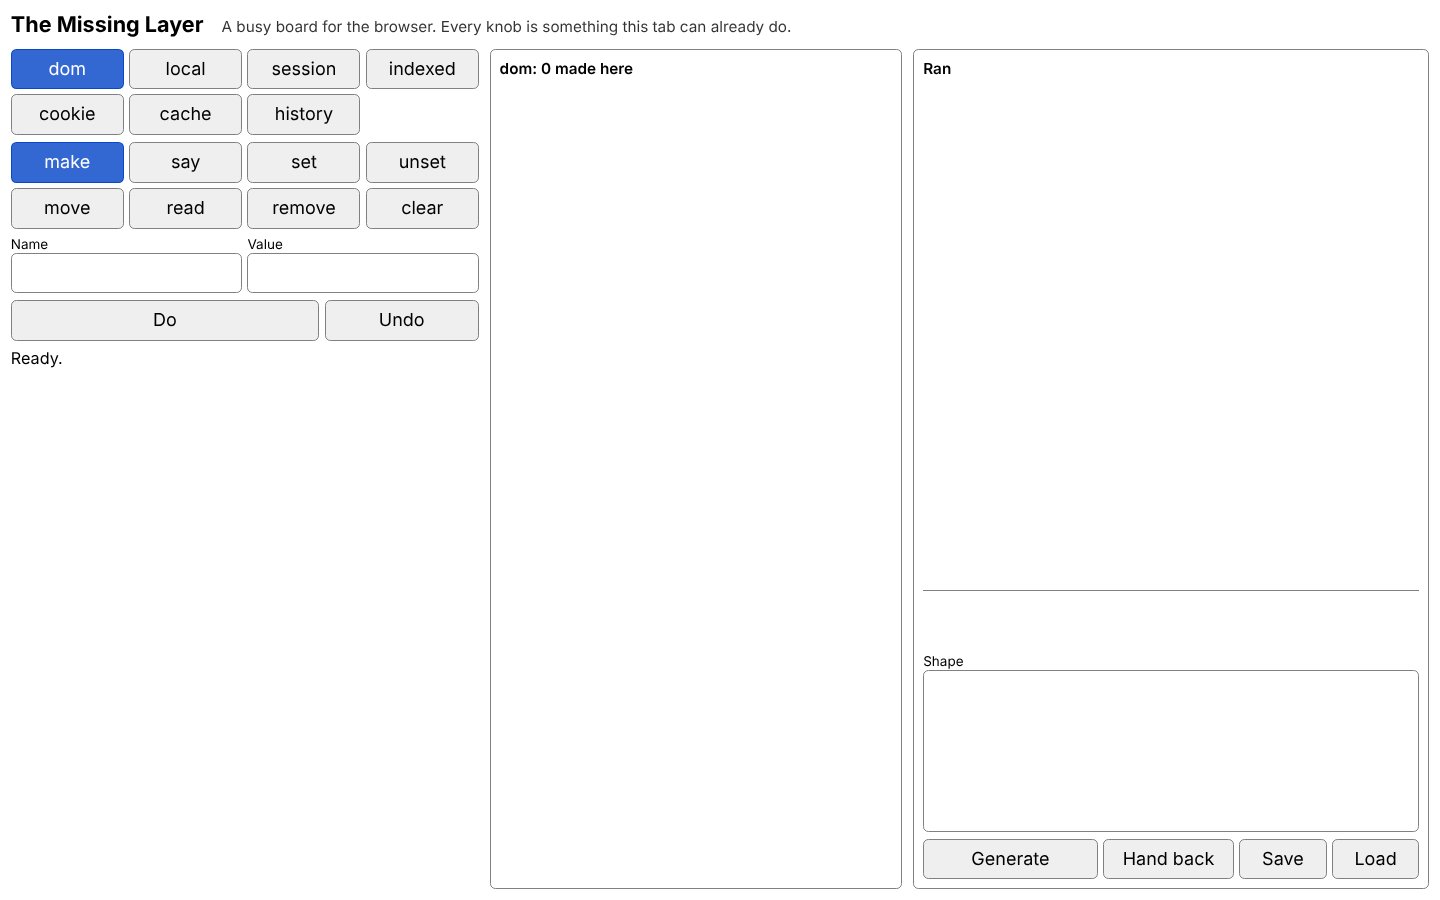 The Missing Layer A busy board for the browser. Every knob is something this tab can already do.
dom local session indexed
cookie cache history
make say set unset
move read remove clear
Name Value
Do Undo
Ready.
dom: 0 made here
Ran
Shape
Generate Hand back Save Load